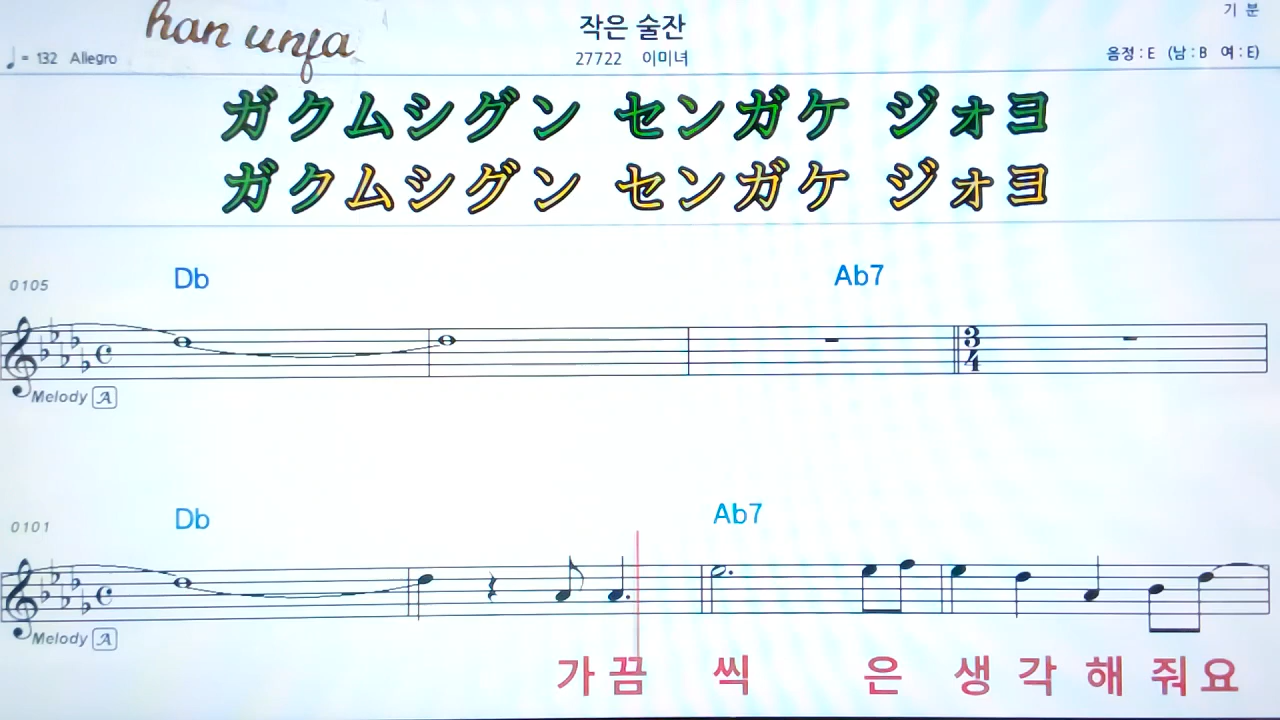 han unfa
작은 술잔
기 분
♩ = 132 Allegro
27722 이미녀
음정 : E (남 : B 여 : E)
ガクムシグン センガケ ジォヨ
ガクムシグン センガケ ジォヨ
0105
Db Ab7
C 3 4
Melody A
0101
Db Ab7
C
Melody A
가 끔 씩 은 생 각 해 줘 요